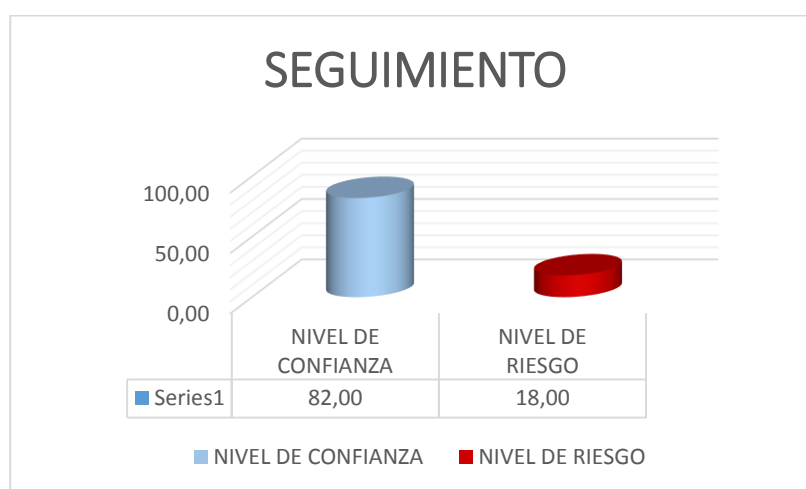 SEGUIMIENTO
100,00
50,00
0,00
NIVEL DE
CONFIANZA
NIVEL DE
RIESGO
Series1
82,00
18,00
NIVEL DE CONFIANZA
NIVEL DE RIESGO